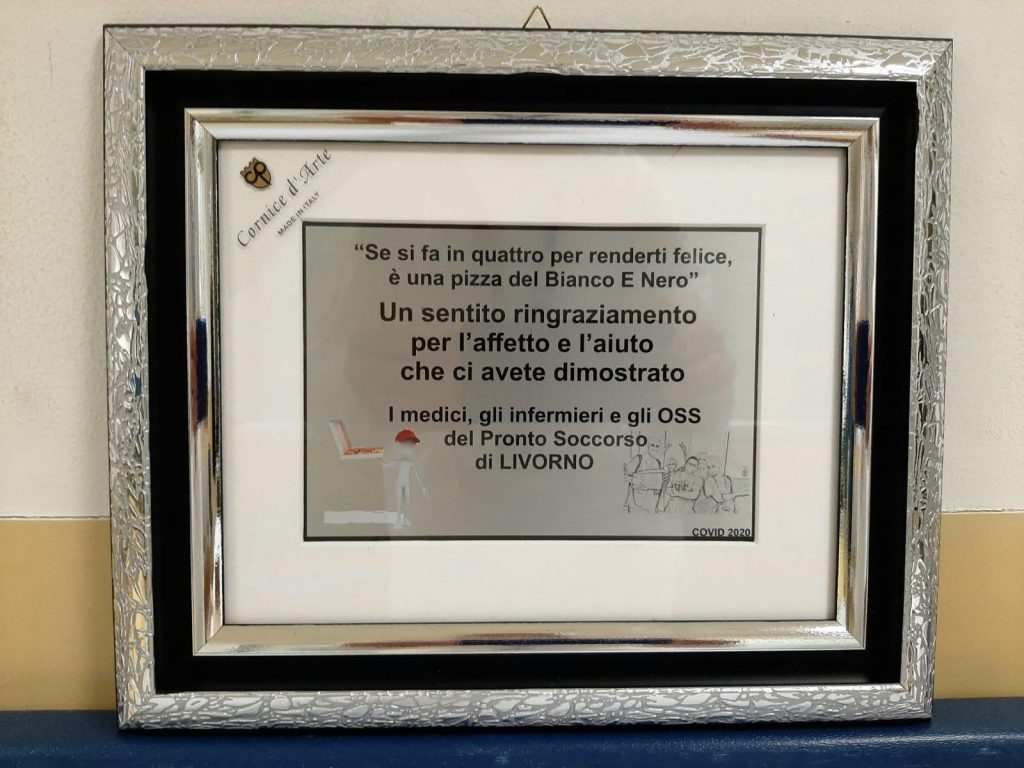 Cornice d'Arte
MADE IN ITALY
“Se si fa in quattro per renderti felice,
è una pizza del Bianco E Nero”
Un sentito ringraziamento
per l’affetto e l’aiuto
che ci avete dimostrato
I medici, gli infermieri e gli OSS
del Pronto Soccorso
di LIVORNO
COVID 2020